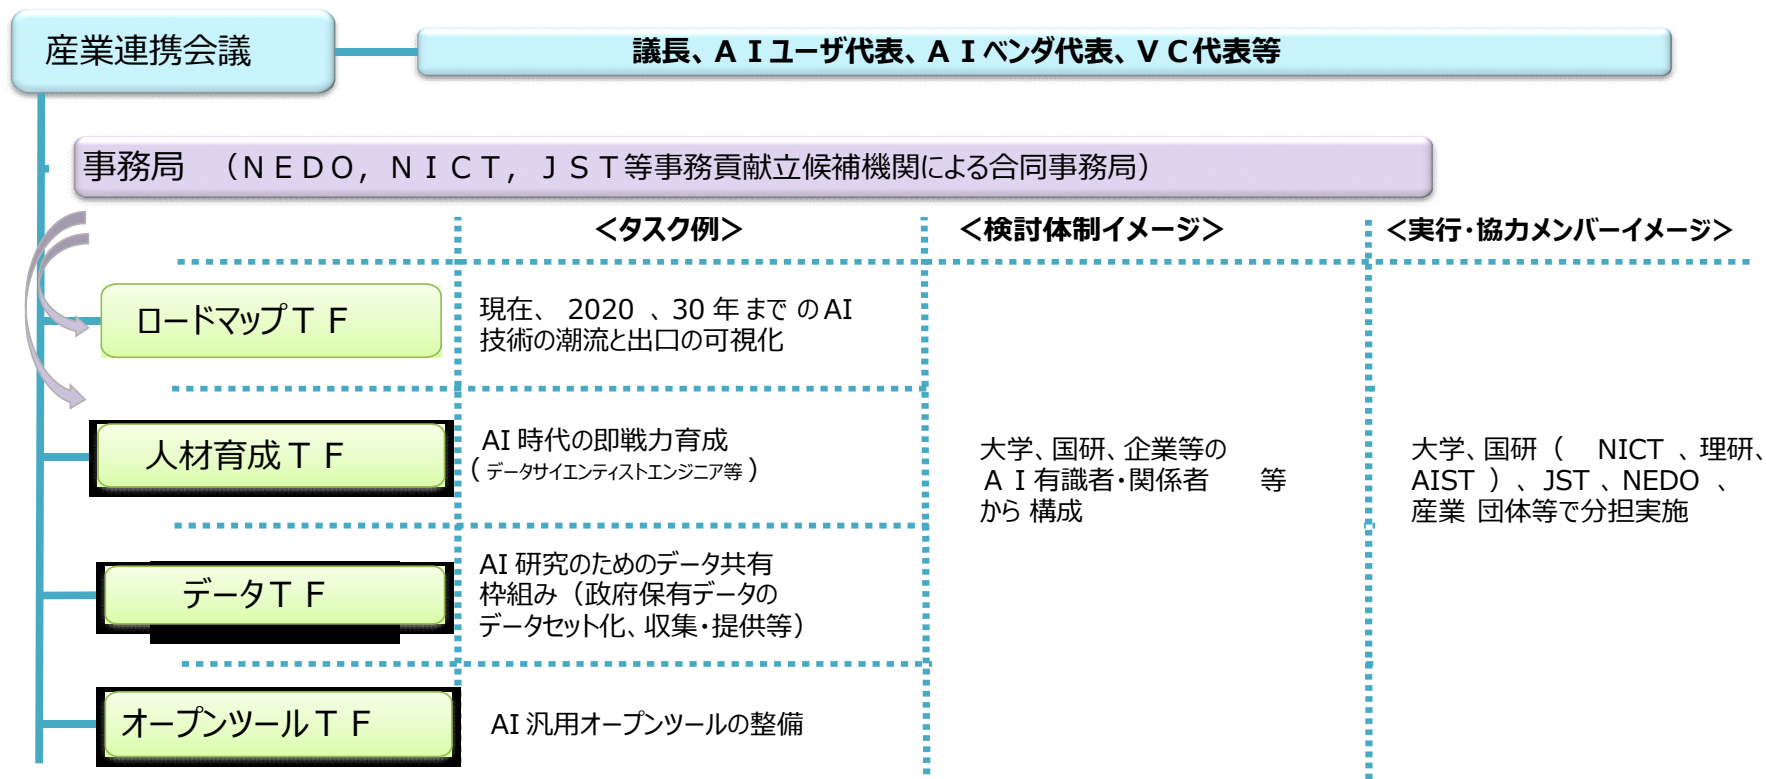 産業連携会議
議長、ＡＩユーザ代表、ＡＩベンダ代表、ＶＣ代表等
事務局　（ＮＥＤＯ，ＮＩＣＴ，ＪＳＴ等事務貢献立候補機関による合同事務局）
＜タスク例＞
＜検討体制イメージ＞
＜実行・協力メンバーイメージ＞
ロードマップＴＦ
現在、 2020 、30 年まで のAI
技術の潮流と出口の可視化
人材育成ＴＦ
AI 時代の即戦力育成
（データサイエンティストエンジニア等）
データＴＦ
AI 研究のためのデータ共有
枠組み（政府保有データの
データセット化、収集・提供等）
オープンツールＴＦ
AI 汎用オープンツールの整備
大学、国研、企業等の
ＡＩ有識者・関係者　等
から 構成
大学、国研（　NICT 、理研、
AIST ）、JST 、NEDO 、
産業 団体等で分担実施